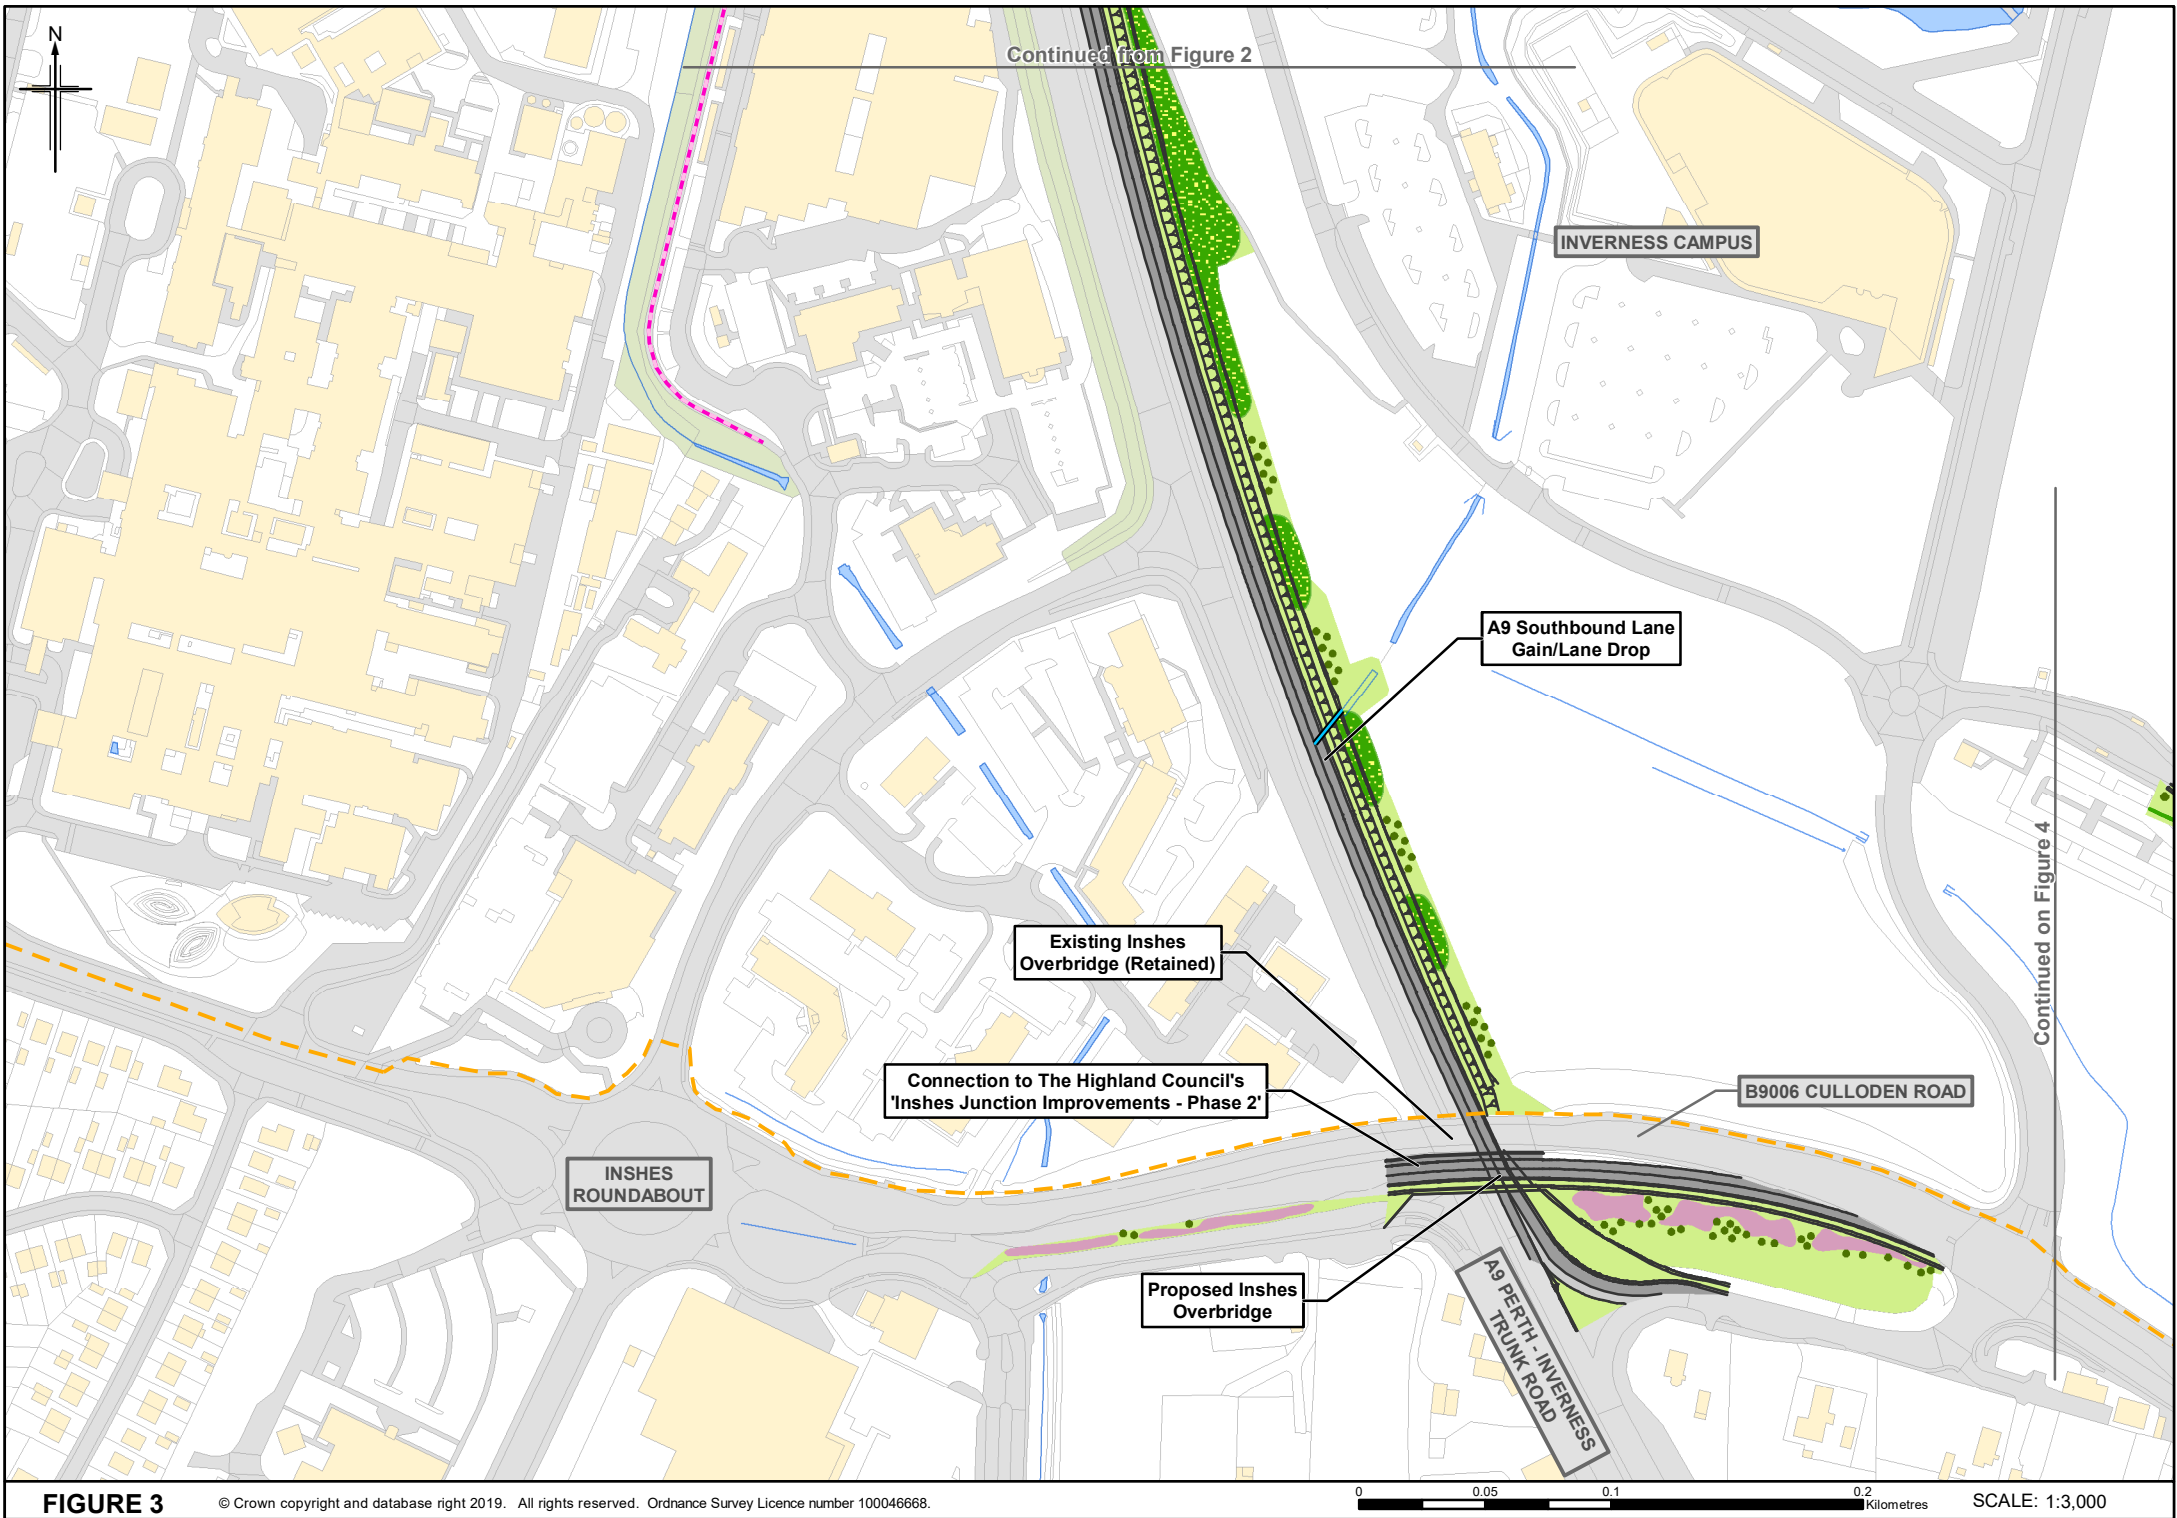 N
Continued from Figure 2
INVERNESS CAMPUS
A9 Southbound Lane
Gain/Lane Drop
Continued on Figure 4
Existing Inshes
Overbridge (Retained)
Connection to The Highland Council's
'Inshes Junction Improvements - Phase 2'
B9006 CULLODEN ROAD
INSHES
ROUNDABOUT
Proposed Inshes
Overbridge
A9 PERTH - INVERNESS
TRUNK ROAD
FIGURE 3
© Crown copyright and database right 2019. All rights reserved. Ordnance Survey Licence number 100046668.
0 0.05 0.1 0.2
Kilometres
SCALE: 1:3,000